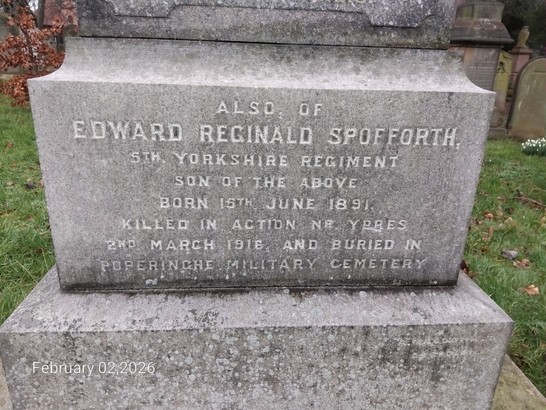 ALSO, OF
EDWARD REGINALD SPOFFORTH,
5TH. YORKSHIRE REGIMENT
SON OF THE ABOVE
BORN 15TH JUNE 1891.
KILLED IN ACTION NR. YPRES
2ND. MARCH 1916, AND BURIED IN
POPERINGHE MILITARY CEMETERY
February 02,2026